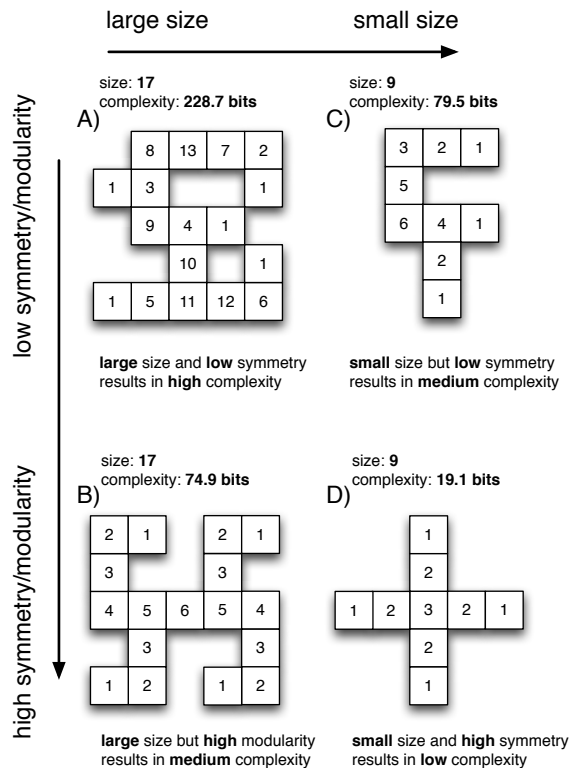 large size small size
low symmetry/modularity
high symmetry/modularity
size: 17
complexity: 228.7 bits
A)
8 13 7 2
1 3 1
9 4 1
10 1
1 5 11 12 6
large size and low symmetry
results in high complexity
size: 9
complexity: 79.5 bits
C)
3 2 1
5
6 4 1
2
1
small size but low symmetry
results in medium complexity
size: 17
complexity: 74.9 bits
B)
2 1 2 1
3 3
4 5 6 5 4
3 3
1 2 1 2
large size but high modularity
results in medium complexity
size: 9
complexity: 19.1 bits
D)
1
2
1 2 3 2 1
2
1
small size and high symmetry
results in low complexity